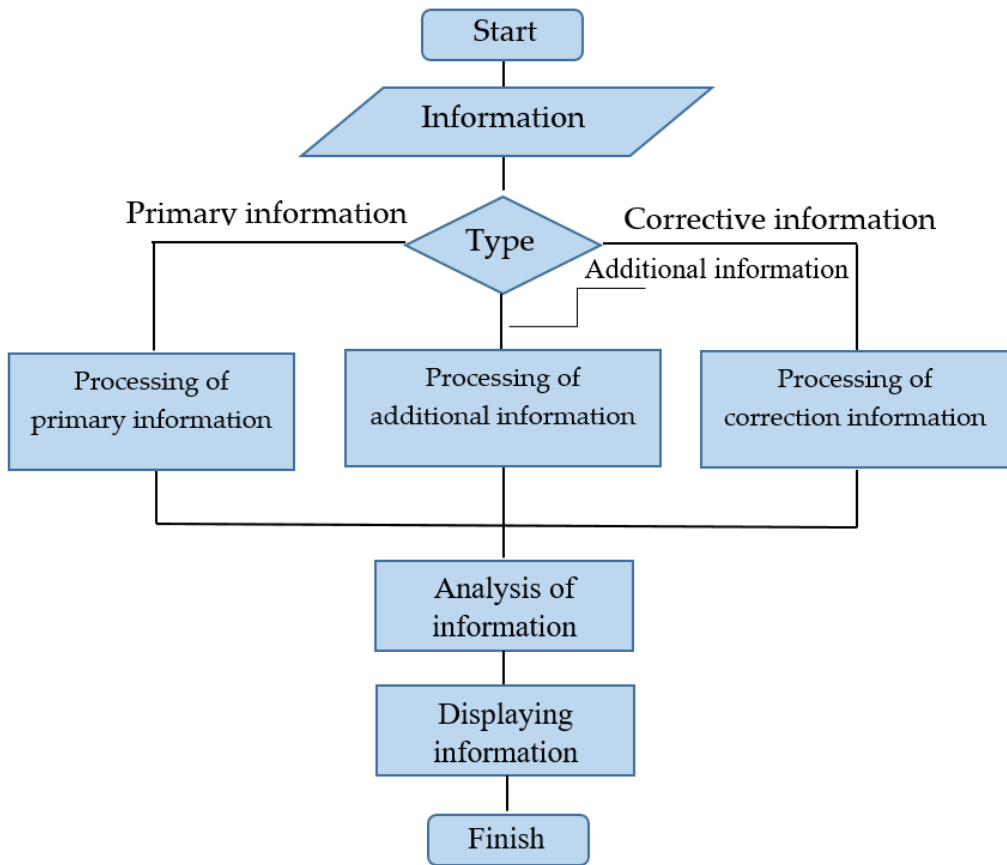 Start
Information
Primary information
Type
Corrective information
Additional information
Processing of
primary information
Processing of
additional information
Processing of
correction information
Analysis of
information
Displaying
information
Finish